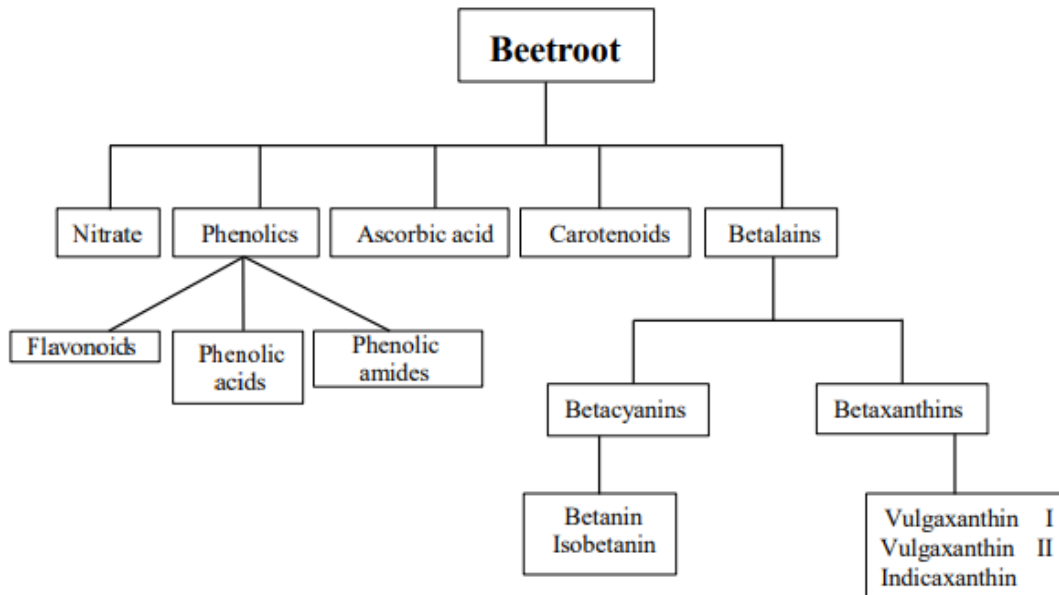 Beetroot
Nitrate
Phenolics
Ascorbic acid
Carotenoids
Betalains
Flavonoids
Phenolic
acids
Phenolic
amides
Betacyanins
Betaxanthins
Betanin
Isobetanin
Vulgaxanthin I
Vulgaxanthin II
Indicaxanthin